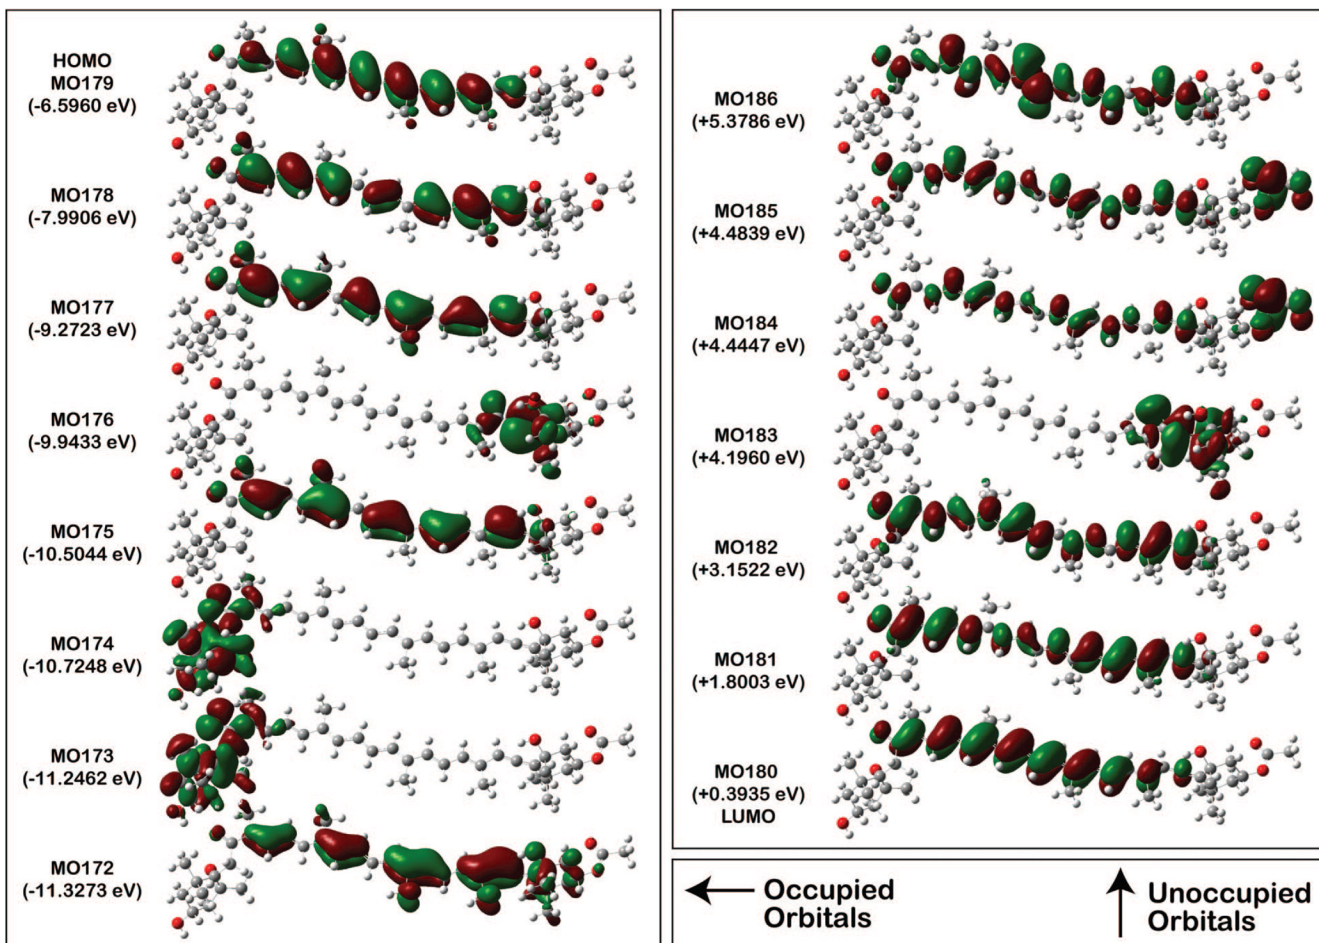 HOMO
MO179
(-6.5960 eV)
MO178
(-7.9906 eV)
MO177
(-9.2723 eV)
MO176
(-9.9433 eV)
MO175
(-10.5044 eV)
MO174
(-10.7248 eV)
MO173
(-11.2462 eV)
MO172
(-11.3273 eV)
MO186
(+5.3786 eV)
MO185
(+4.4839 eV)
MO184
(+4.4447 eV)
MO183
(+4.1960 eV)
MO182
(+3.1522 eV)
MO181
(+1.8003 eV)
MO180
(+0.3935 eV)
LUMO
Occupied
Orbitals
Unoccupied
Orbitals